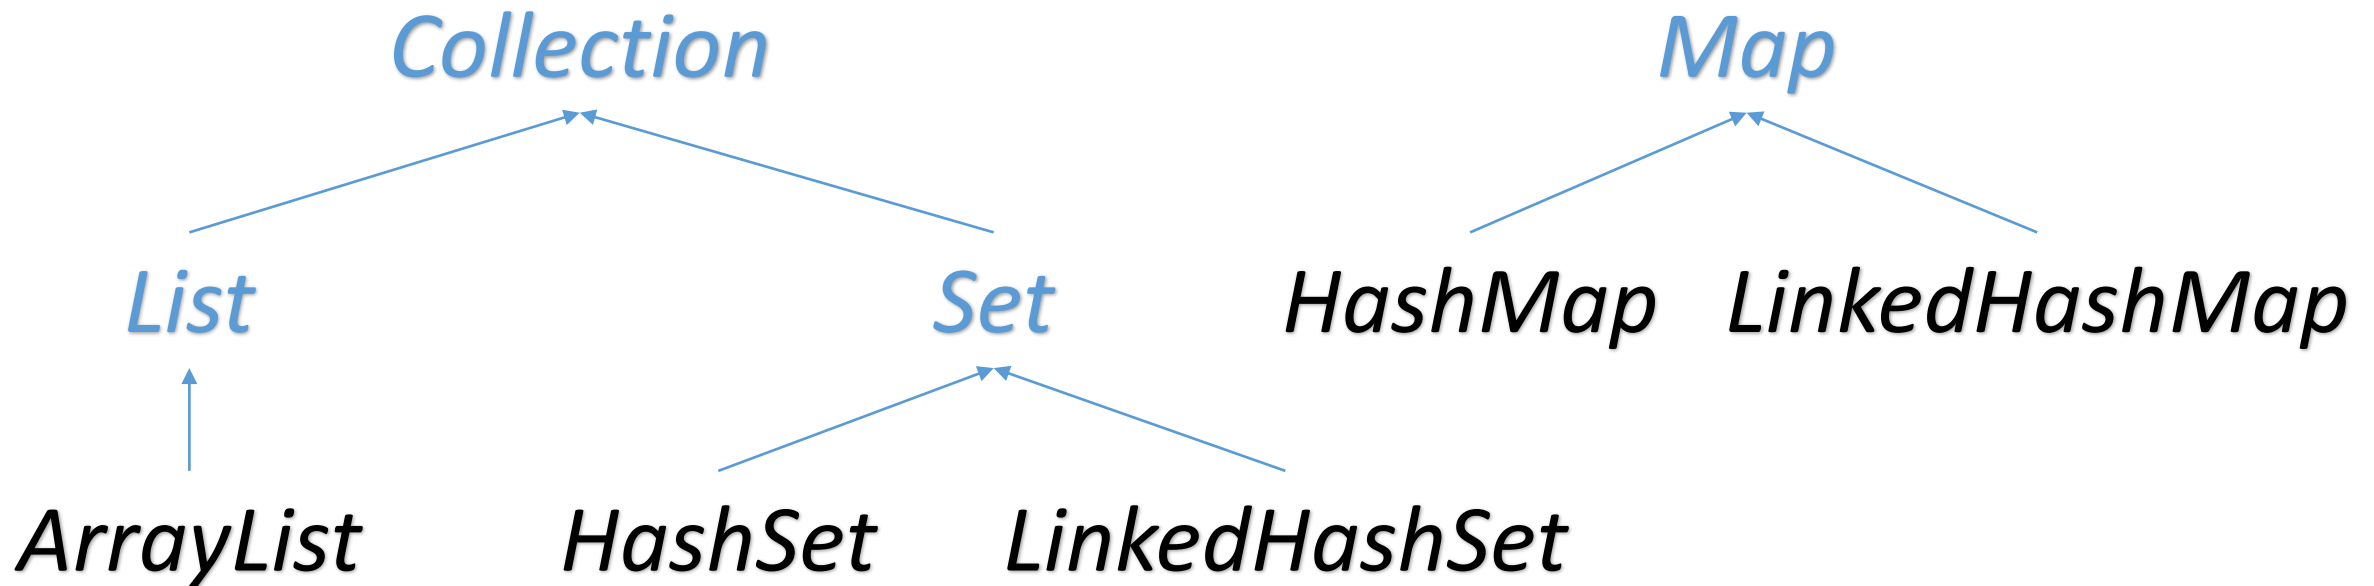 Collection Map
List Set HashMap LinkedHashMap
ArrayList HashSet LinkedHashSet